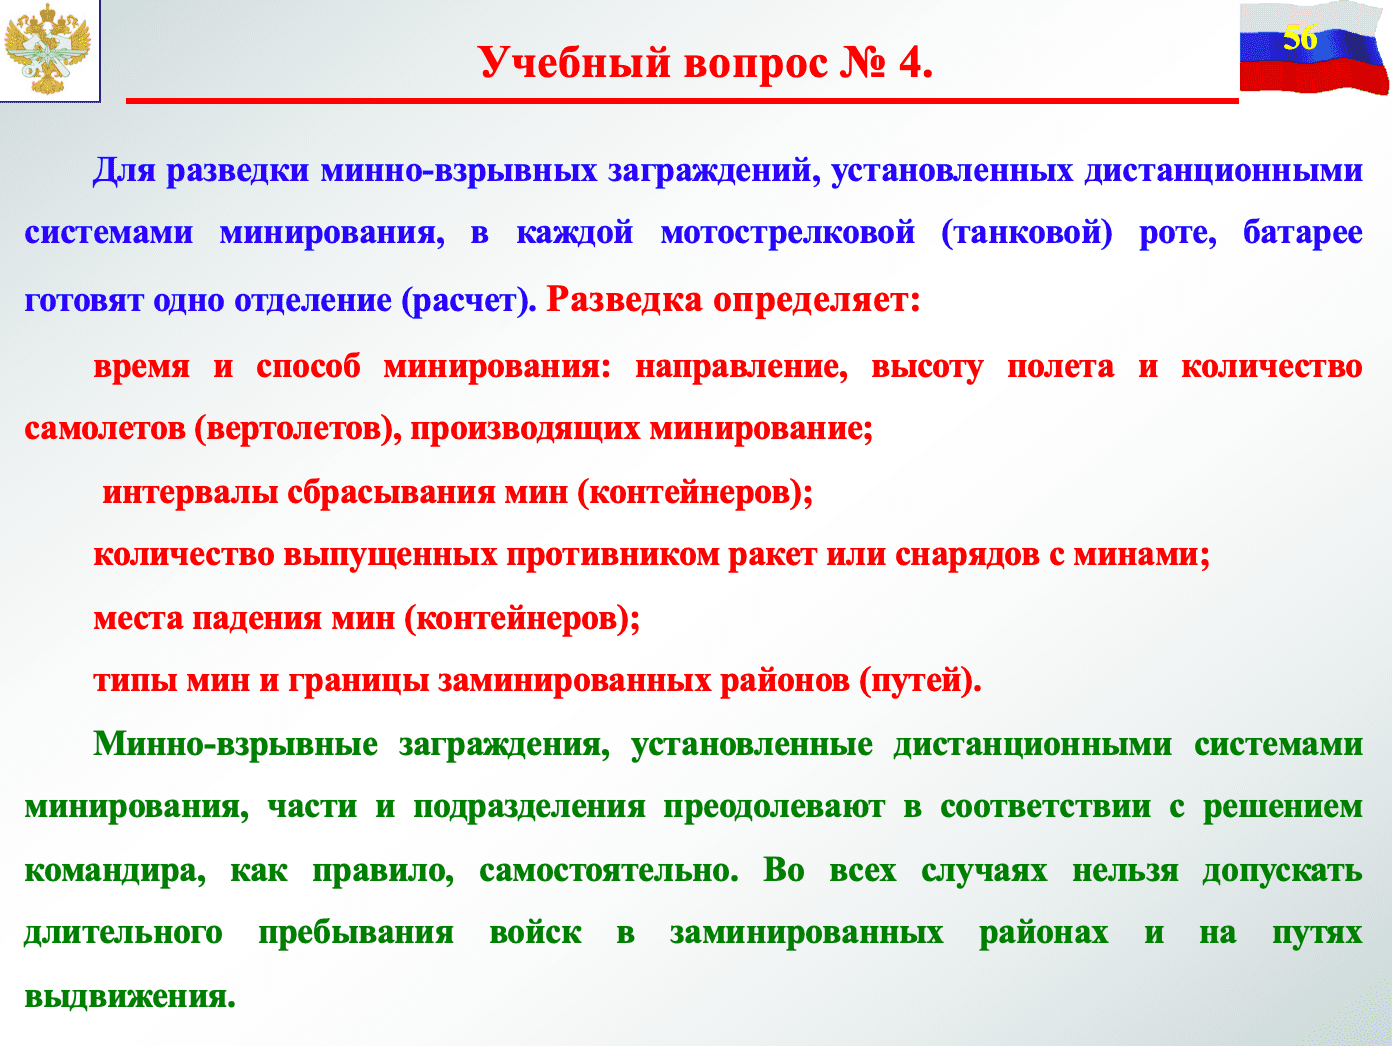 56
Учебный вопрос № 4.
Для разведки минно-взрывных заграждений, установленных дистанционными
системами минирования, в каждой мотострелковой (танковой) роте, батарее
готовят одно отделение (расчет). Разведка определяет:
время и способ минирования: направление, высоту полета и количество
самолетов (вертолетов), производящих минирование;
интервалы сбрасывания мин (контейнеров);
количество выпущенных противником ракет или снарядов с минами;
места падения мин (контейнеров);
типы мин и границы заминированных районов (путей).
Минно-взрывные заграждения, установленные дистанционными системами
минирования, части и подразделения преодолевают в соответствии с решением
командира, как правило, самостоятельно. Во всех случаях нельзя допускать
длительного пребывания войск в заминированных районах и на путях
выдвижения.